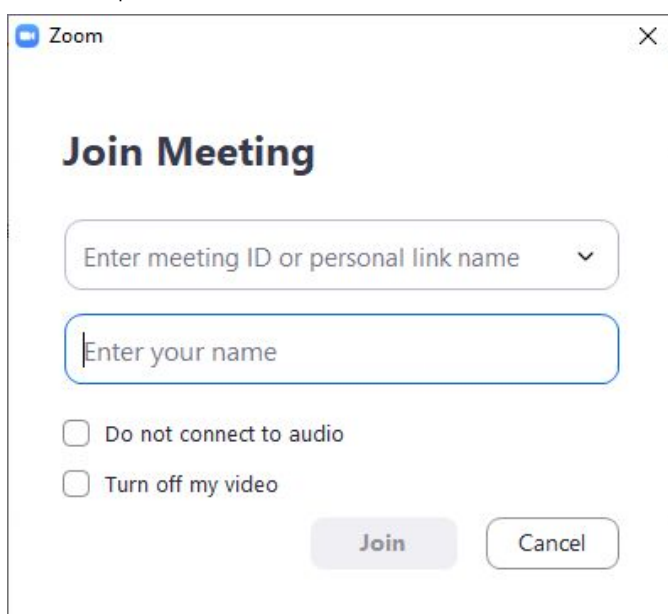 Zoom
Join Meeting
Enter meeting ID or personal link name
Enter your name
Do not connect to audio
Turn off my video
Join Cancel